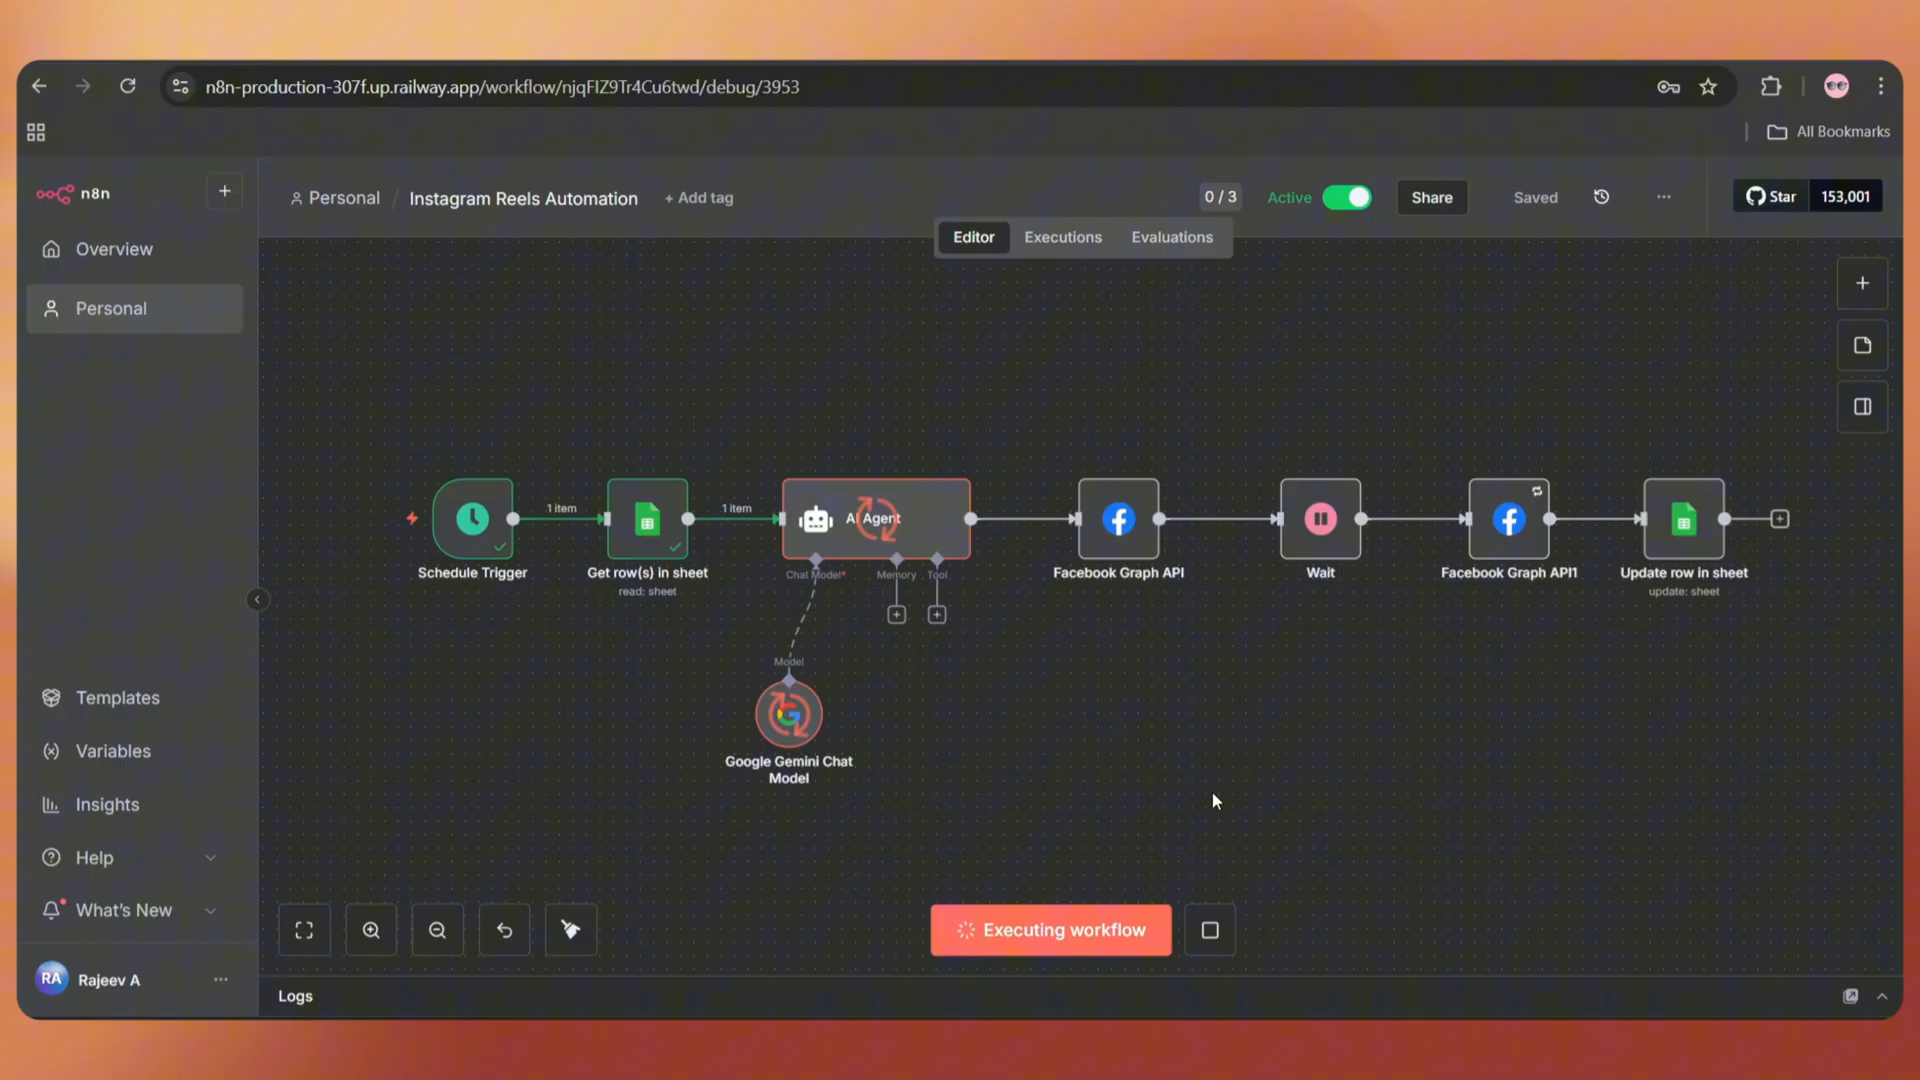 n8n-production-307f.up.railway.app/workflow/njqFIZ9Tr4Cu6twd/debug/3953
All Bookmarks
n8n
Personal / Instagram Reels Automation + Add tag
0 / 3
Active
Share
Saved
Star 153,001
Editor Executions Evaluations
Overview
Personal
1 item
1 item
AI Agent
Schedule Trigger
Get row(s) in sheet
read: sheet
Chat Model*
Memory
Tool
Facebook Graph API
Wait
Facebook Graph API1
Update row in sheet
update: sheet
Model
Google Gemini Chat
Model
Templates
Variables
Insights
Help
What's New
Executing workflow
RA Rajeev A
Logs